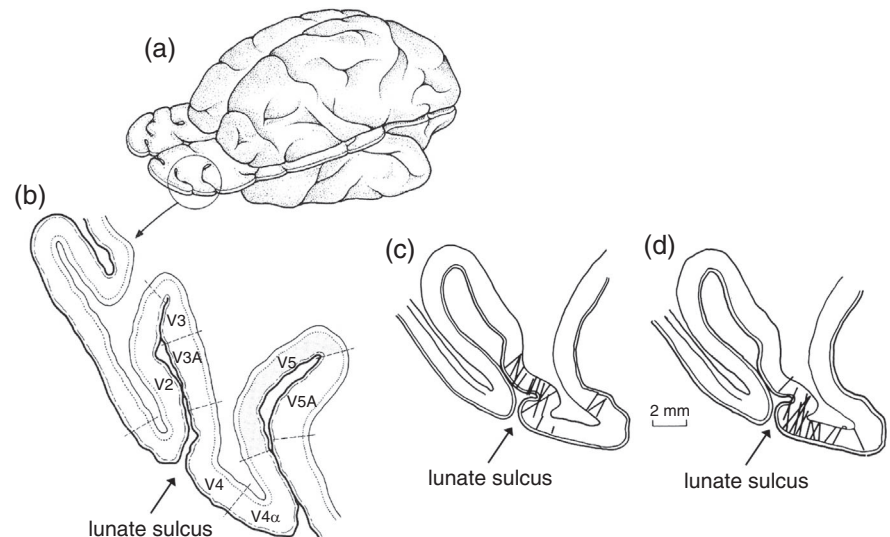 (a)
(b)
V3
V3A
V2
V4
V4α
V5
V5A
lunate sulcus
(c)
lunate sulcus
(d)
2 mm
lunate sulcus